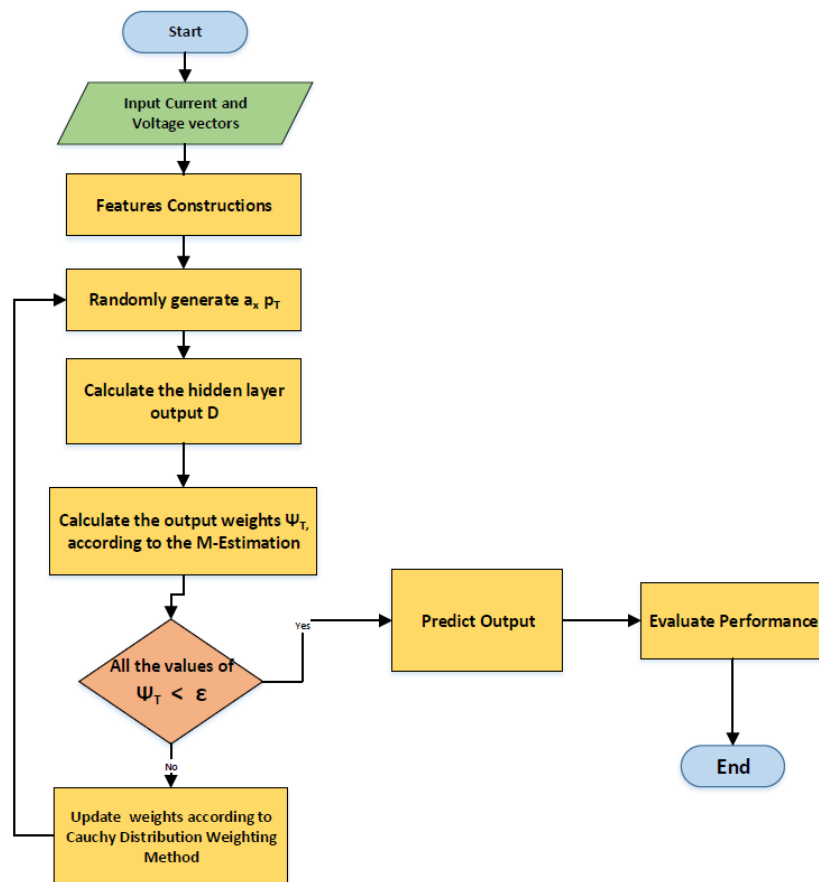 Start
Input Current and
Voltage vectors
Features Constructions
Randomly generate aₓ p_T
Calculate the hidden layer
output D
Calculate the output weights Ψ_T,
according to the M-Estimation
All the values of
Ψ_T < ε
Yes
Predict Output
Evaluate Performance
End
No
Update weights according to
Cauchy Distribution Weighting
Method